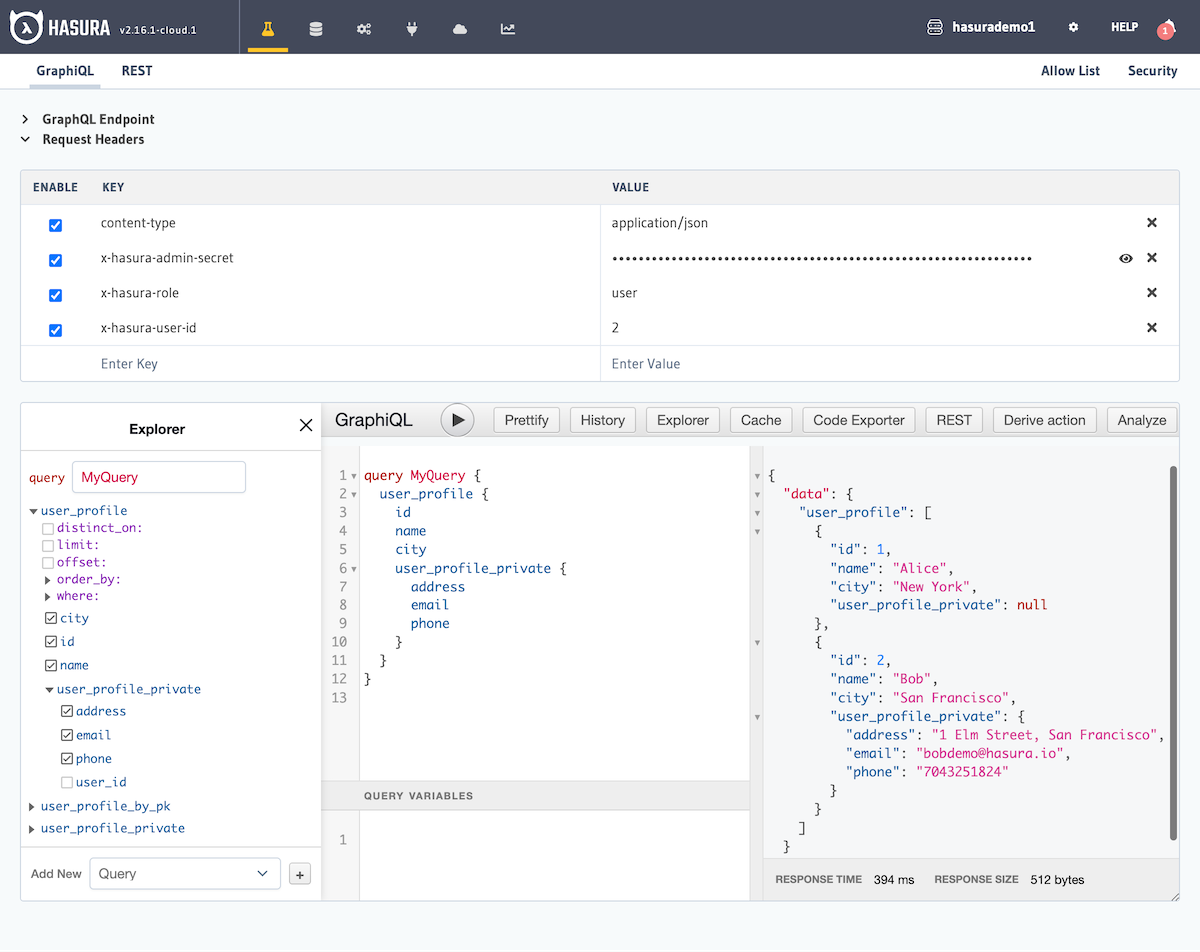 HASURA v2.16.1-cloud.1 hasurademo1 HELP 1
GraphiQL REST Allow List Security
GraphQL Endpoint
Request Headers
ENABLE KEY VALUE
content-type application/json
x-hasura-admin-secret ••••••••••••••••••••••••••••••••••••••••••••••••••••••••••••••••
x-hasura-role user
x-hasura-user-id 2
Enter Key Enter Value
Explorer
query MyQuery
user_profile
distinct_on:
limit:
offset:
order_by:
where:
city
id
name
user_profile_private
address
email
phone
user_id
user_profile_by_pk
user_profile_private
Add New Query +
GraphiQL Prettify History Explorer Cache Code Exporter REST Derive action Analyze
1 query MyQuery {
2 user_profile {
3 id
4 name
5 city
6 user_profile_private {
7 address
8 email
9 phone
10 }
11 }
12 }
13
QUERY VARIABLES
1
{
"data": {
"user_profile": [
{
"id": 1,
"name": "Alice",
"city": "New York",
"user_profile_private": null
},
{
"id": 2,
"name": "Bob",
"city": "San Francisco",
"user_profile_private": {
"address": "1 Elm Street, San Francisco",
"email": "bobdemo@hasura.io",
"phone": "7043251824"
}
}
]
}
RESPONSE TIME 394 ms RESPONSE SIZE 512 bytes